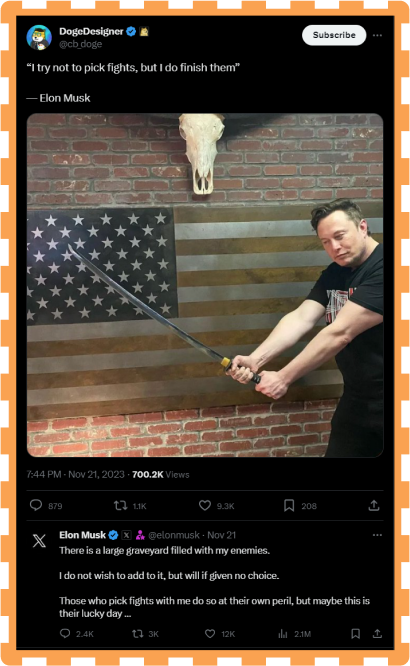 DogeDesigner
Subscribe
@cb_doge
“I try not to pick fights, but I do finish them”
— Elon Musk
7:44 PM · Nov 21, 2023 · 700.2K Views
879 1.1K 9.3K 208
Elon Musk X @elonmusk · Nov 21
There is a large graveyard filled with my enemies.
I do not wish to add to it, but will if given no choice.
Those who pick fights with me do so at their own peril, but maybe this is
their lucky day ...
2.4K 3K 12K 2.1M